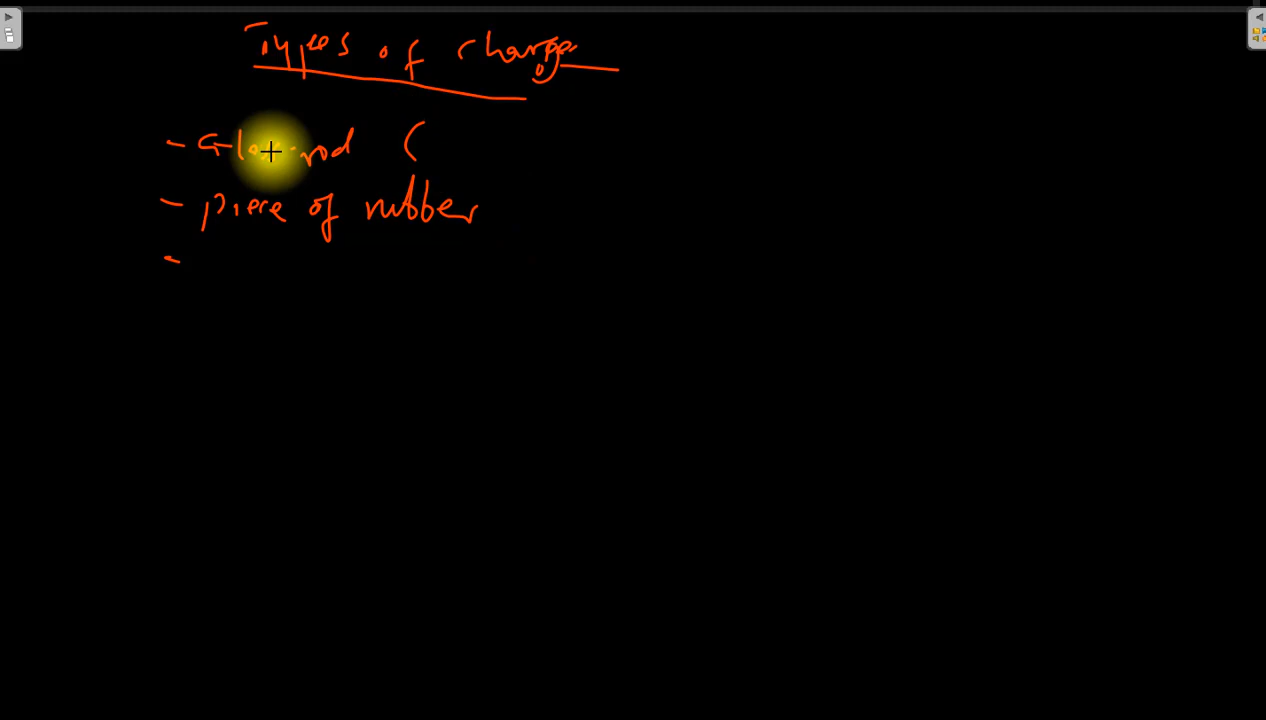 Types of charge
- Glass rod (
- piece of rubber
-